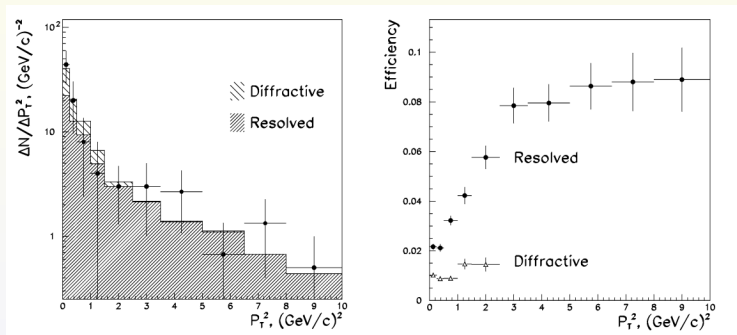 ΔN/ΔP_T^2, (GeV/c)^-2
10^2
10
1
Diffractive
Resolved
0 1 2 3 4 5 6 7 8 9 10
P_T^2, (GeV/c)^2
Efficiency
0.1
0.08
0.06
0.04
0.02
0
Resolved
Diffractive
0 1 2 3 4 5 6 7 8 9 10
P_T^2, (GeV/c)^2